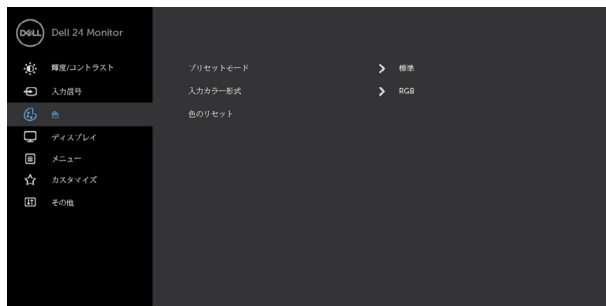 DELL Dell 24 Monitor
輝度/コントラスト
プリセットモード 標準
入力信号
入力カラー形式 RGB
色
色のリセット
ディスプレイ
メニュー
カスタマイズ
その他